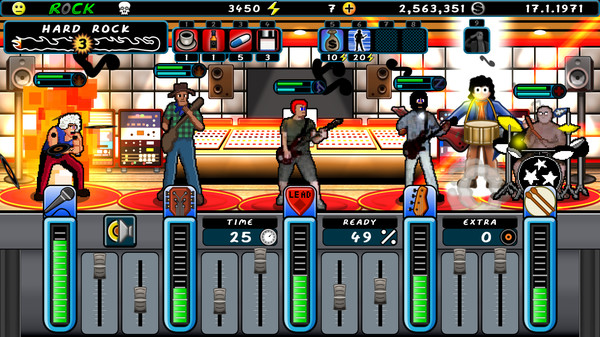 ROCK 3450 7 2,563,351 $ 17.1.1971
HARD ROCK
3
1 2 3 4 5 6 7 8 9
1 1 5 1 10 20
LEAD
TIME
25
READY
49 %
EXTRA
0